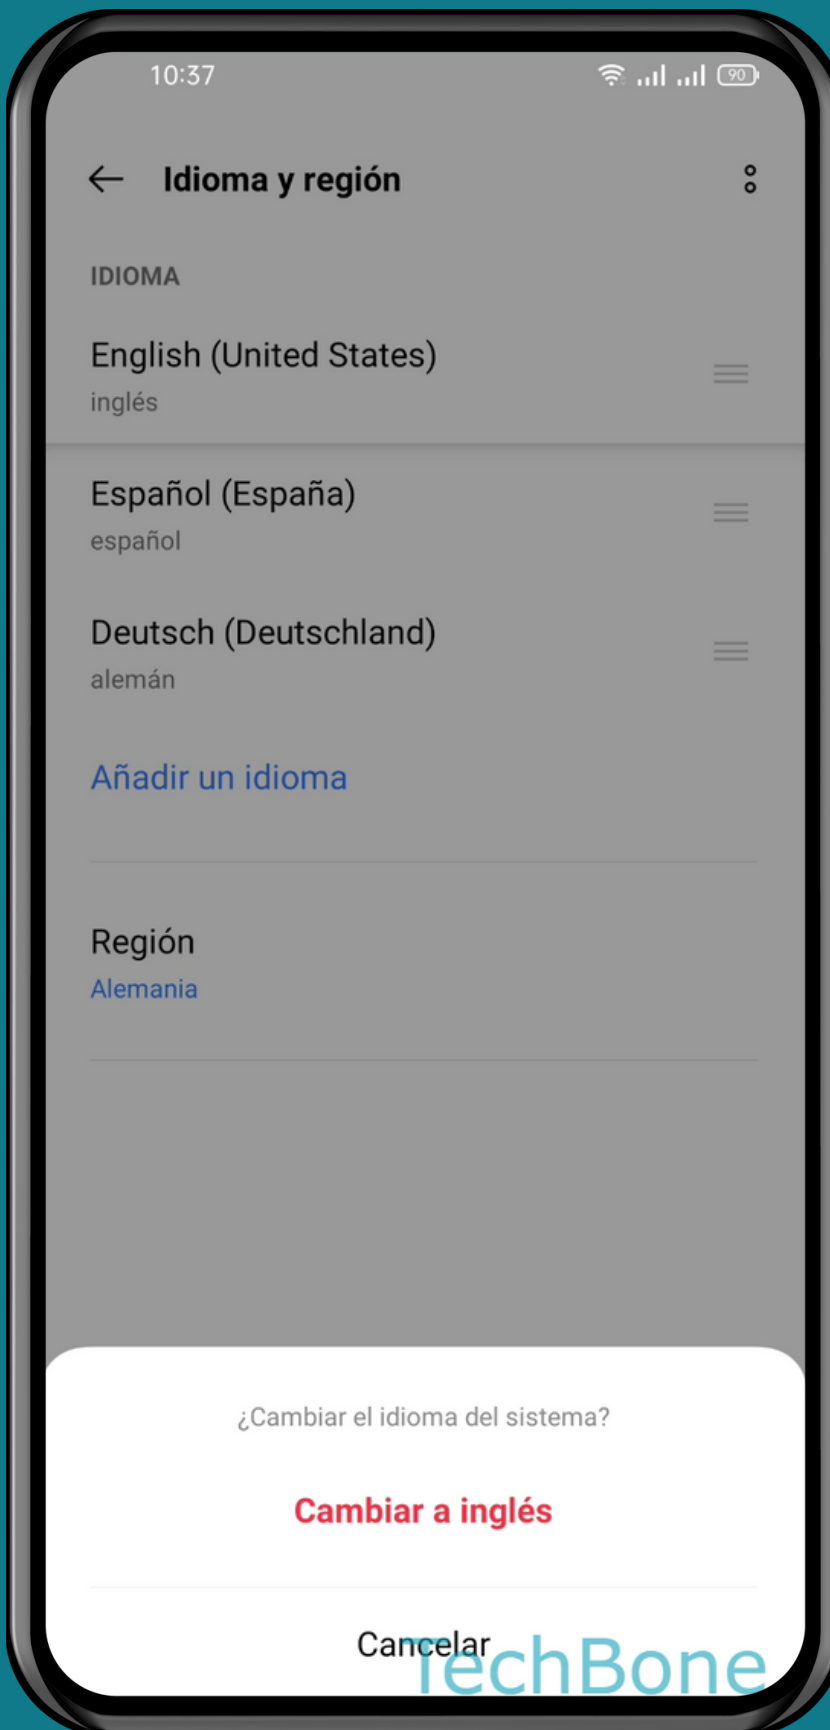 10:37
90
Idioma y región
IDIOMA
English (United States)
inglés
Español (España)
español
Deutsch (Deutschland)
alemán
Añadir un idioma
Región
Alemania
¿Cambiar el idioma del sistema?
Cambiar a inglés
Cancelar
TechBone